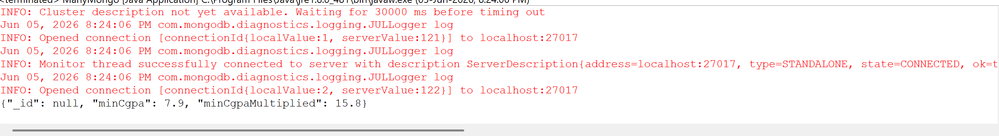 <terminated> ManyMongo [Java Application] C:\Program Files\Java\jre1.8.0_481\bin\javaw.exe (05-Jun-2026, 8:24:06 PM)
INFO: Cluster description not yet available. Waiting for 30000 ms before timing out
Jun 05, 2026 8:24:06 PM com.mongodb.diagnostics.logging.JULLogger log
INFO: Opened connection [connectionId{localValue:1, serverValue:121}] to localhost:27017
Jun 05, 2026 8:24:06 PM com.mongodb.diagnostics.logging.JULLogger log
INFO: Monitor thread successfully connected to server with description ServerDescription{address=localhost:27017, type=STANDALONE, state=CONNECTED, ok=t
Jun 05, 2026 8:24:06 PM com.mongodb.diagnostics.logging.JULLogger log
INFO: Opened connection [connectionId{localValue:2, serverValue:122}] to localhost:27017
{"_id": null, "minCgpa": 7.9, "minCgpaMultiplied": 15.8}